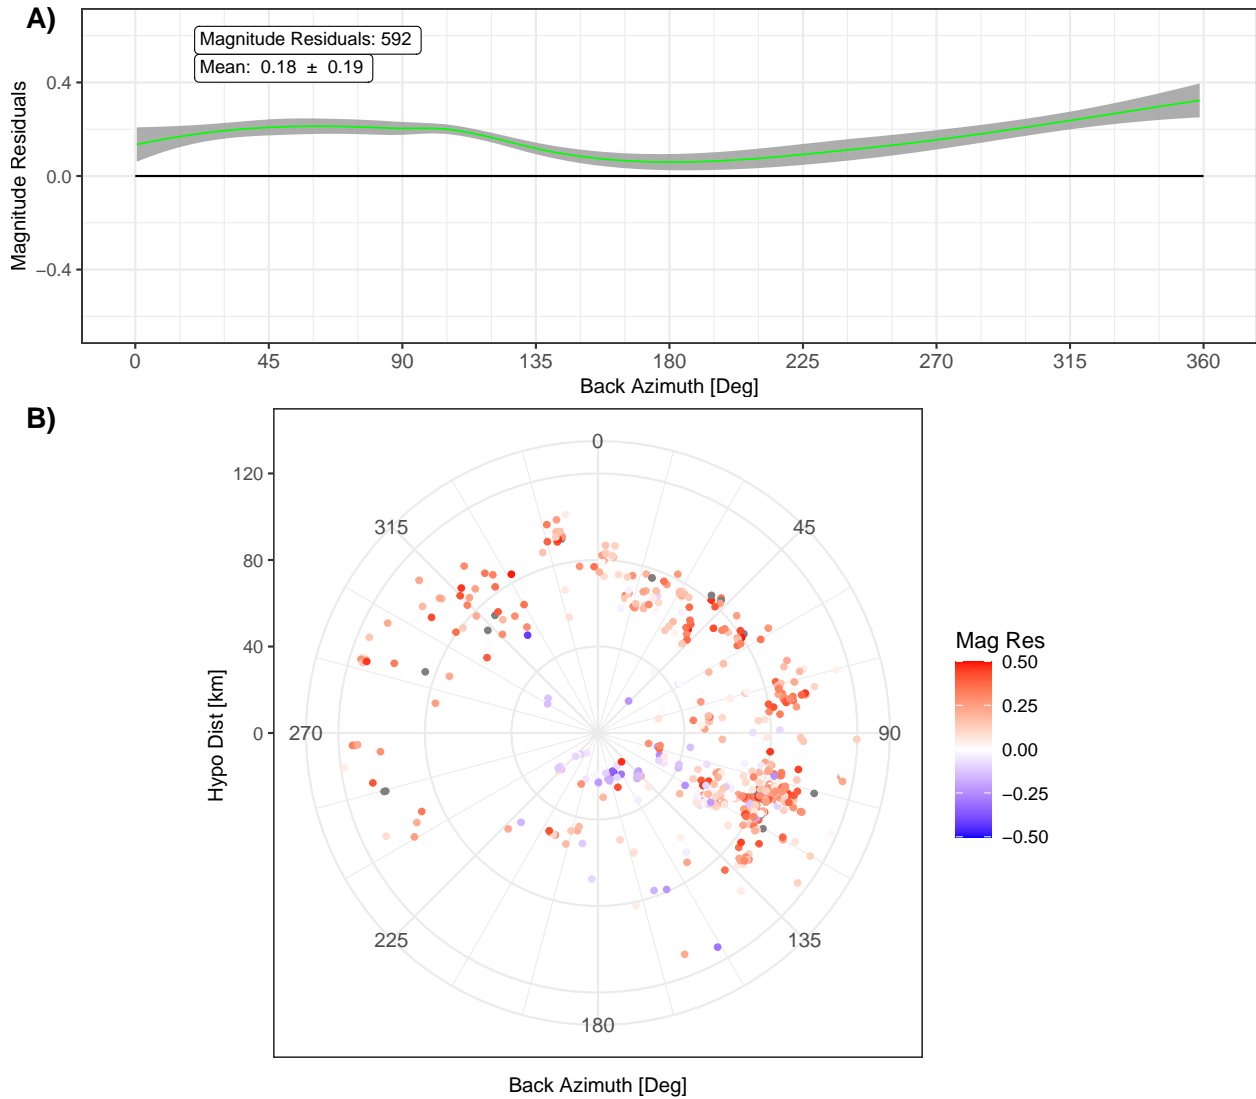 A)
Magnitude Residuals: 592
Mean:  0.18  ±  0.19
0.4
0.0
−0.4
Magnitude Residuals
0 45 90 135 180 225 270 315 360
Back Azimuth [Deg]
B)
0
45
90
135
180
225
270
315
120
80
40
0
Hypo Dist [km]
Back Azimuth [Deg]
Mag Res
0.50
0.25
0.00
−0.25
−0.50